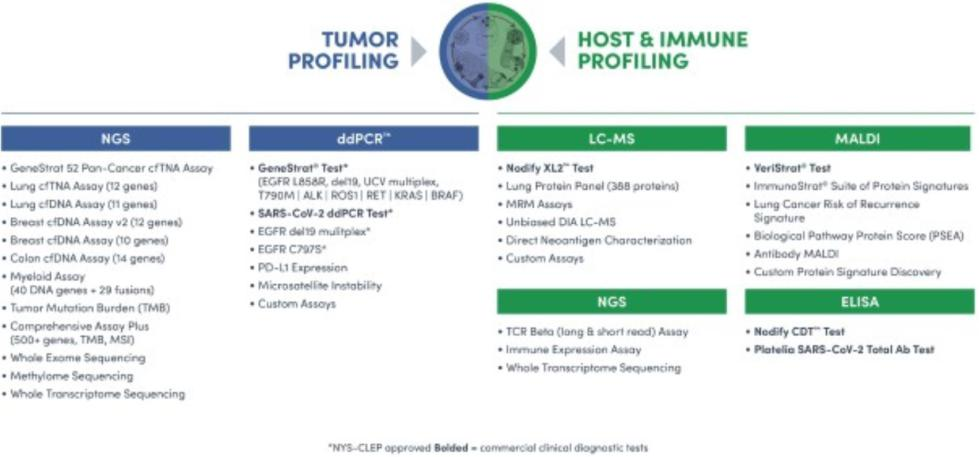 TUMOR
PROFILING
HOST & IMMUNE
PROFILING
NGS
• GeneStrat 52 Pan-Cancer cfTNA Assay
• Lung cfTNA Assay (12 genes)
• Lung cfDNA Assay (11 genes)
• Breast cfDNA Assay v2 (12 genes)
• Breast cfDNA Assay (10 genes)
• Colon cfDNA Assay (14 genes)
• Myeloid Assay
(40 DNA genes + 29 fusions)
• Tumor Mutation Burden (TMB)
• Comprehensive Assay Plus
(500+ genes, TMB, MSI)
• Whole Exome Sequencing
• Methylome Sequencing
• Whole Transcriptome Sequencing
ddPCR™
• GeneStrat® Test*
(EGFR L858R, del19, UCV multiplex,
T790M | ALK | ROS1 | RET | KRAS | BRAF)
• SARS-CoV-2 ddPCR Test*
• EGFR del19 mulitplex*
• EGFR C797S*
• PD-L1 Expression
• Microsatellite Instability
• Custom Assays
LC-MS
• Nodify XL2™ Test
• Lung Protein Panel (388 proteins)
• MRM Assays
• Unbiased DIA LC-MS
• Direct Neoantigen Characterization
• Custom Assays
NGS
• TCR Beta (long & short read) Assay
• Immune Expression Assay
• Whole Transcriptome Sequencing
MALDI
• VeriStrat® Test
• ImmunoStrat® Suite of Protein Signatures
• Lung Cancer Risk of Recurrence
Signature
• Biological Pathway Protein Score (PSEA)
• Antibody MALDI
• Custom Protein Signature Discovery
ELISA
• Nodify CDT™ Test
• Platelia SARS-CoV-2 Total Ab Test
*NYS-CLEP approved Bolded = commercial clinical diagnostic tests